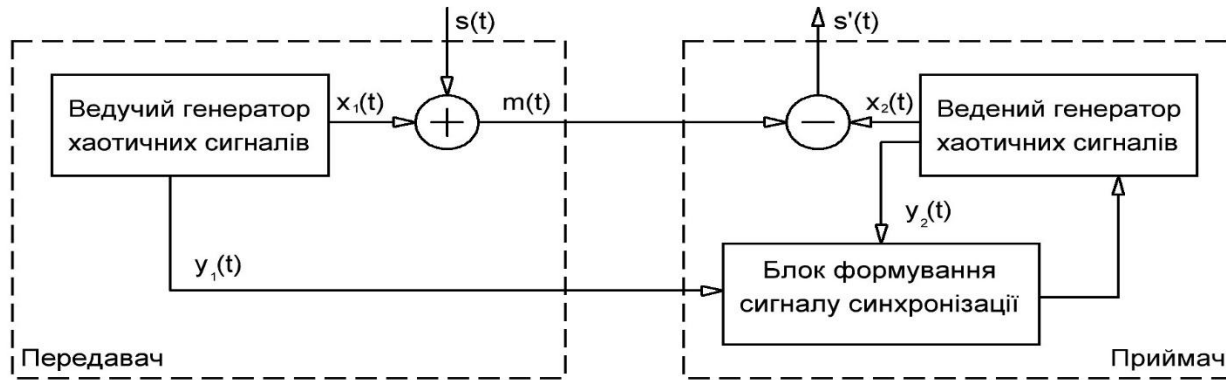 s(t)
s'(t)
Ведучий генератор
хаотичних сигналів
x₁(t)
m(t)
x₂(t)
Ведений генератор
хаотичних сигналів
y₂(t)
y₁(t)
Блок формування
сигналу синхронізації
Передавач
Приймач